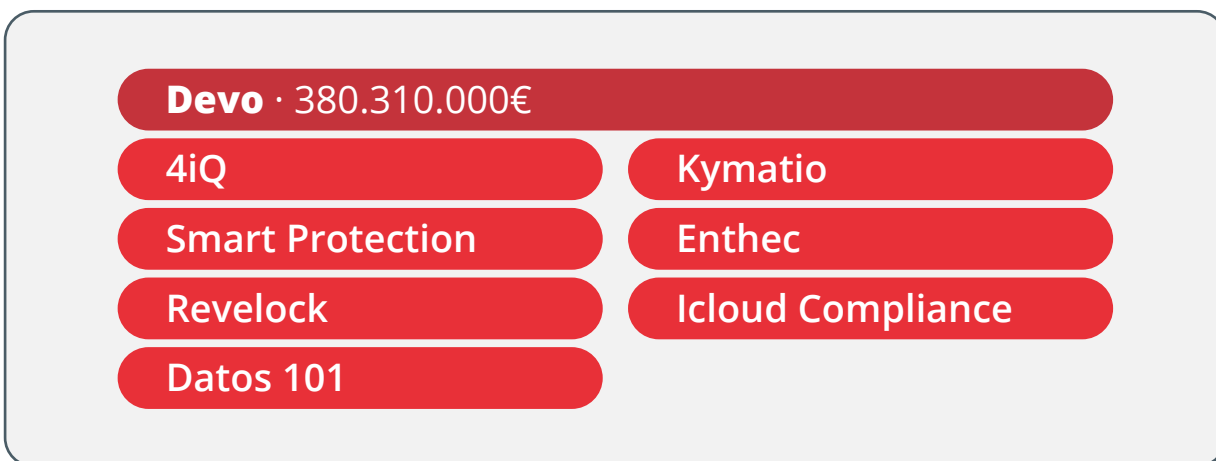 Devo · 380.310.000€
4iQ
Kymatio
Smart Protection
Enthec
Revelock
Icloud Compliance
Datos 101